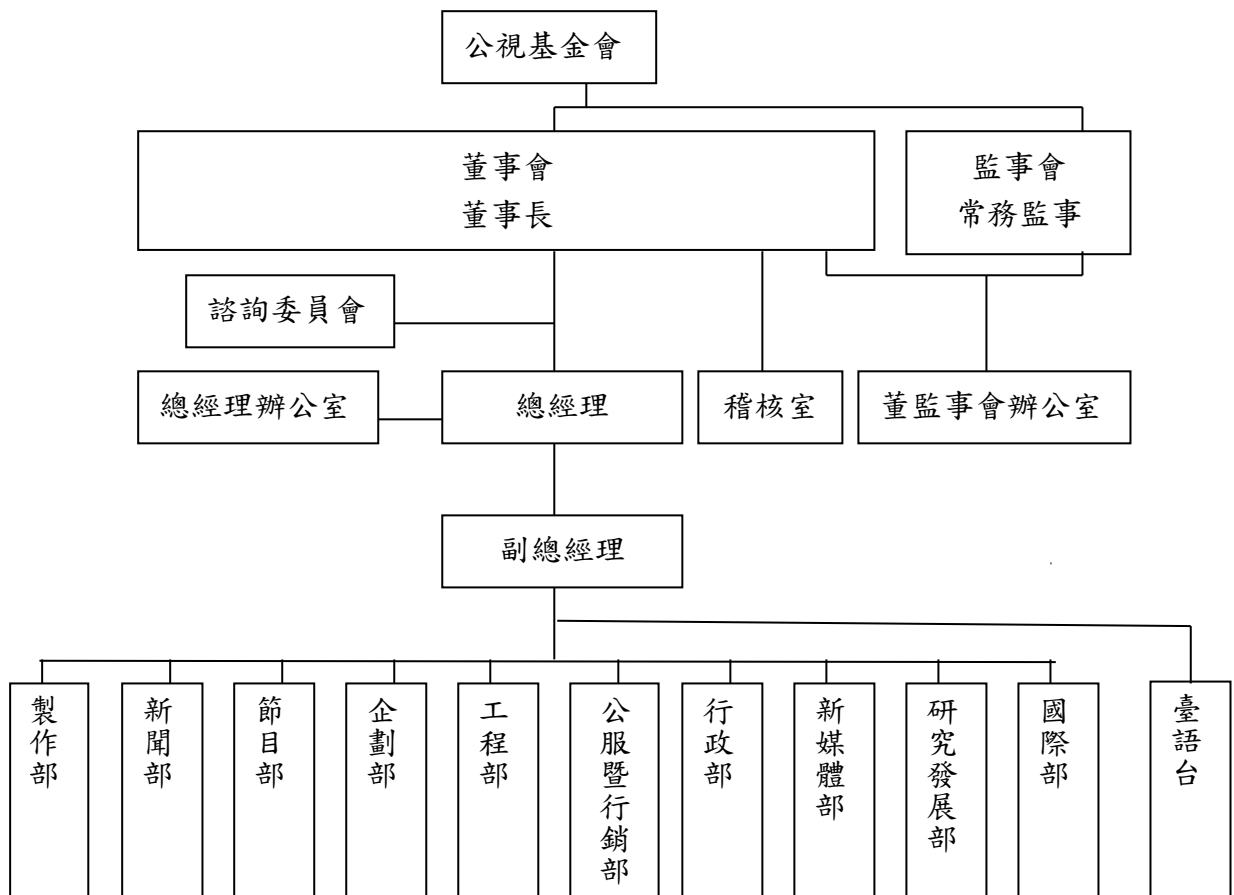 公視基金會
董事會
董事長
監事會
常務監事
諮詢委員會
總經理辦公室
總經理
稽核室
董監事會辦公室
副總經理
製作部
新聞部
節目部
企劃部
工程部
公服暨行銷部
行政部
新媒體部
研究發展部
國際部
臺語台